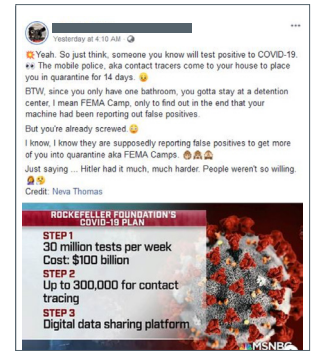 Yesterday at 4:10 AM ·
Yeah. So just think, someone you know will test positive to COVID-19.
The mobile police, aka contact tracers come to your house to place
you in quarantine for 14 days.
BTW, since you only have one bathroom, you gotta stay at a detention
center, I mean FEMA Camp, only to find out in the end that your
machine had been reporting out false positives.
But you're already screwed.
I know, I know they are supposedly reporting false positives to get more
of you into quarantine aka FEMA Camps.
Just saying ... Hitler had it much, much harder. People weren't so willing.
Credit: Neva Thomas
ROCKEFELLER FOUNDATION'S
COVID-19 PLAN
STEP 1
30 million tests per week
Cost: $100 billion
STEP 2
Up to 300,000 for contact
tracing
STEP 3
Digital data sharing platform
MSNBC